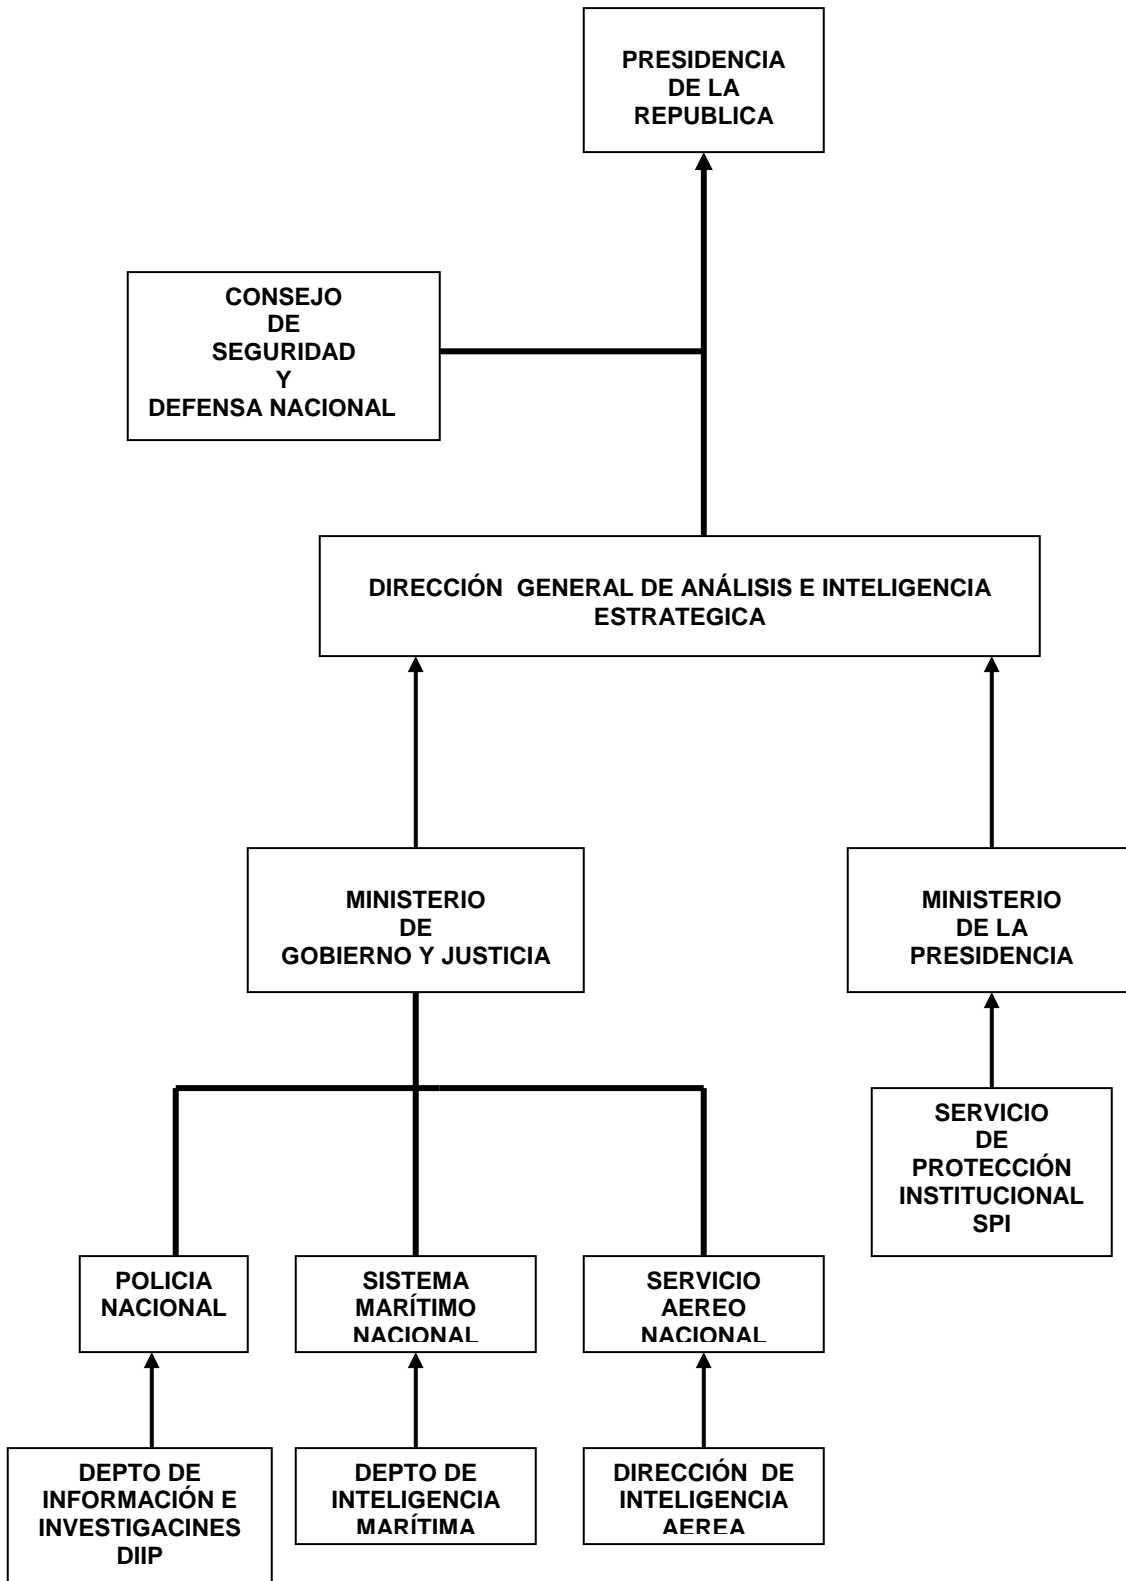 PRESIDENCIA
DE LA
REPUBLICA
CONSEJO
DE
SEGURIDAD
Y
DEFENSA NACIONAL
DIRECCIÓN GENERAL DE ANÁLISIS E INTELIGENCIA
ESTRATEGICA
MINISTERIO
DE
GOBIERNO Y JUSTICIA
MINISTERIO
DE LA
PRESIDENCIA
SERVICIO
DE
PROTECCIÓN
INSTITUCIONAL
SPI
POLICIA
NACIONAL
SISTEMA
MARÍTIMO
NACIONAL
SERVICIO
AEREO
NACIONAL
DEPTO DE
INFORMACIÓN E
INVESTIGACINES
DIIP
DEPTO DE
INTELIGENCIA
MARÍTIMA
DIRECCIÓN DE
INTELIGENCIA
AEREA